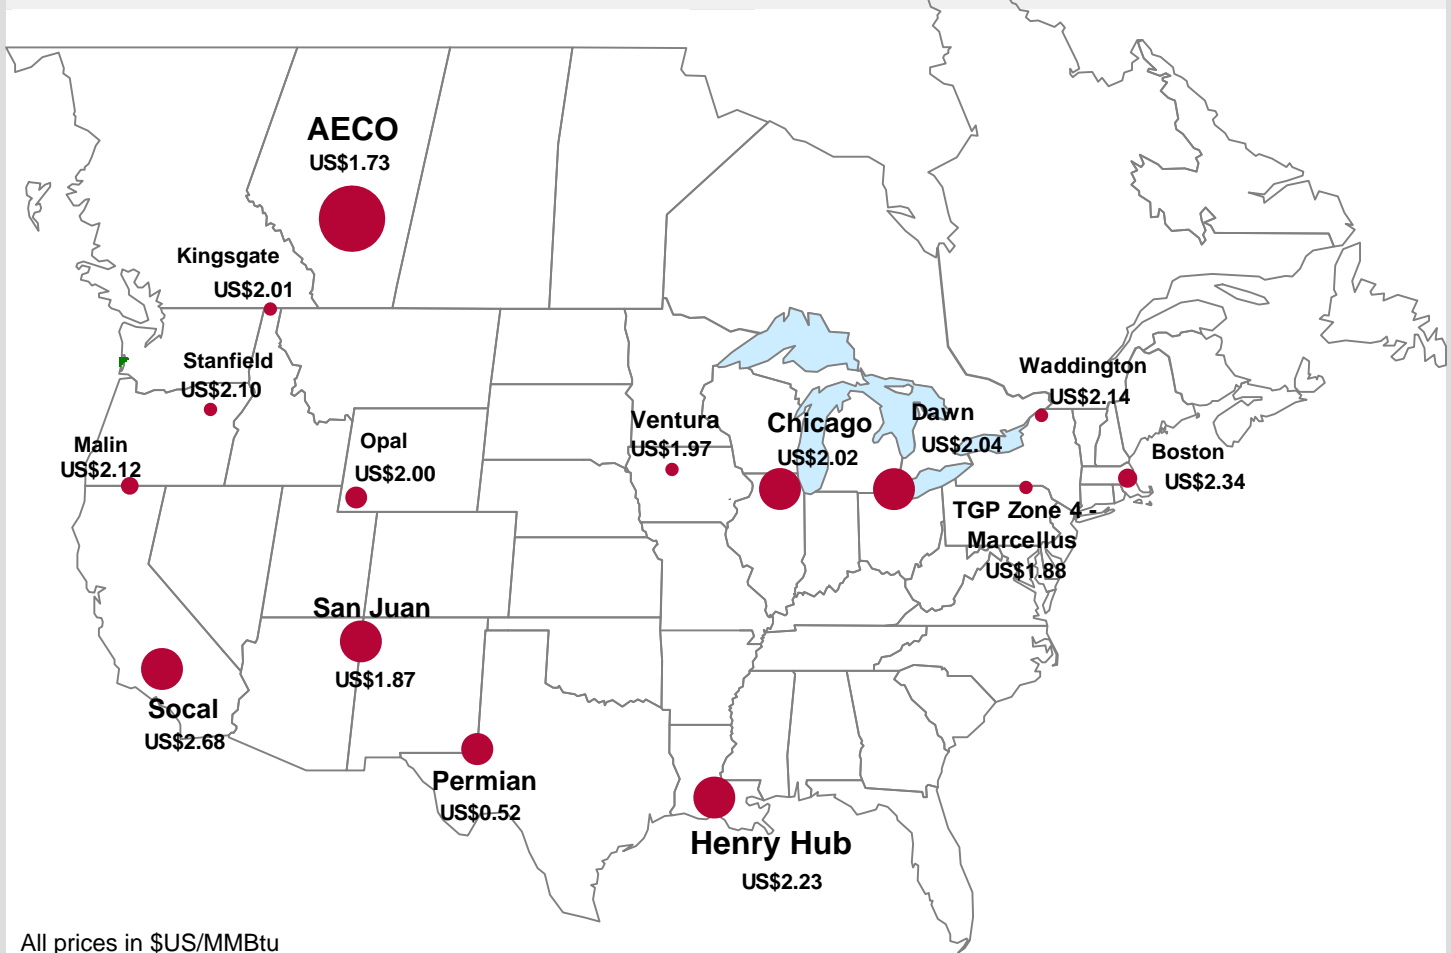 AECO
US$1.73
Kingsgate
US$2.01
Stanfield
US$2.10
Malin
US$2.12
Opal
US$2.00
Ventura
US$1.97
Chicago
US$2.02
Dawn
US$2.04
Waddington
US$2.14
Boston
US$2.34
TGP Zone 4 -
Marcellus
US$1.88
San Juan
US$1.87
Socal
US$2.68
Permian
US$0.52
Henry Hub
US$2.23
All prices in $US/MMBtu